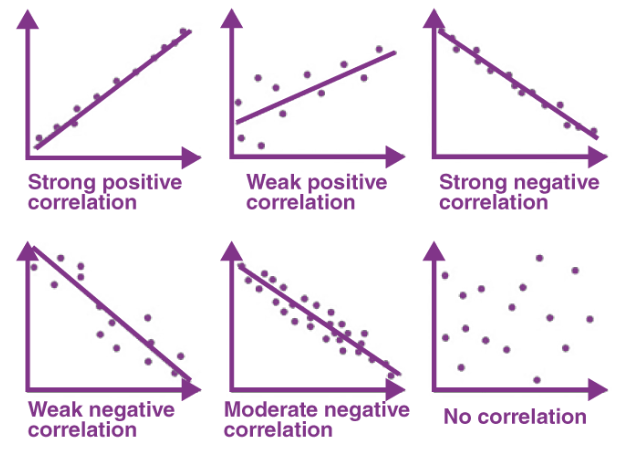 Strong positive
correlation
Weak positive
correlation
Strong negative
correlation
Weak negative
correlation
Moderate negative
correlation
No correlation